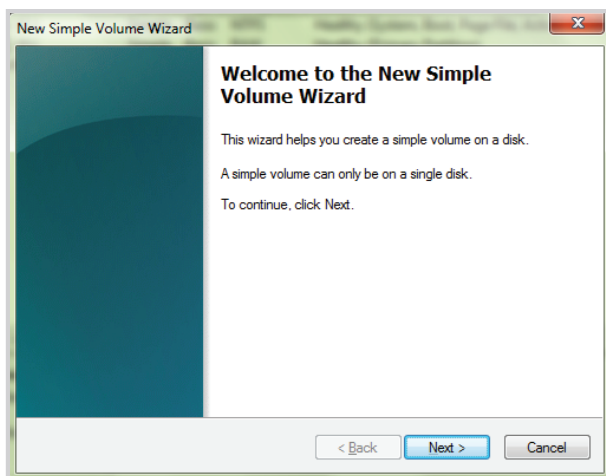 New Simple Volume Wizard
Welcome to the New Simple
Volume Wizard
This wizard helps you create a simple volume on a disk.
A simple volume can only be on a single disk.
To continue, click Next.
< Back
Next >
Cancel